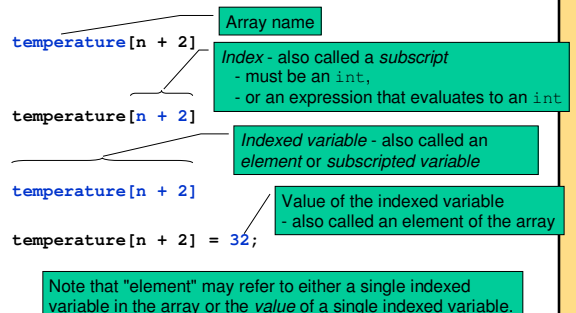 Array name
temperature[n + 2]
Index - also called a subscript
- must be an int,
- or an expression that evaluates to an int
temperature[n + 2]
Indexed variable - also called an
element or subscripted variable
temperature[n + 2]
Value of the indexed variable
- also called an element of the array
temperature[n + 2] = 32;
Note that "element" may refer to either a single indexed
variable in the array or the value of a single indexed variable.